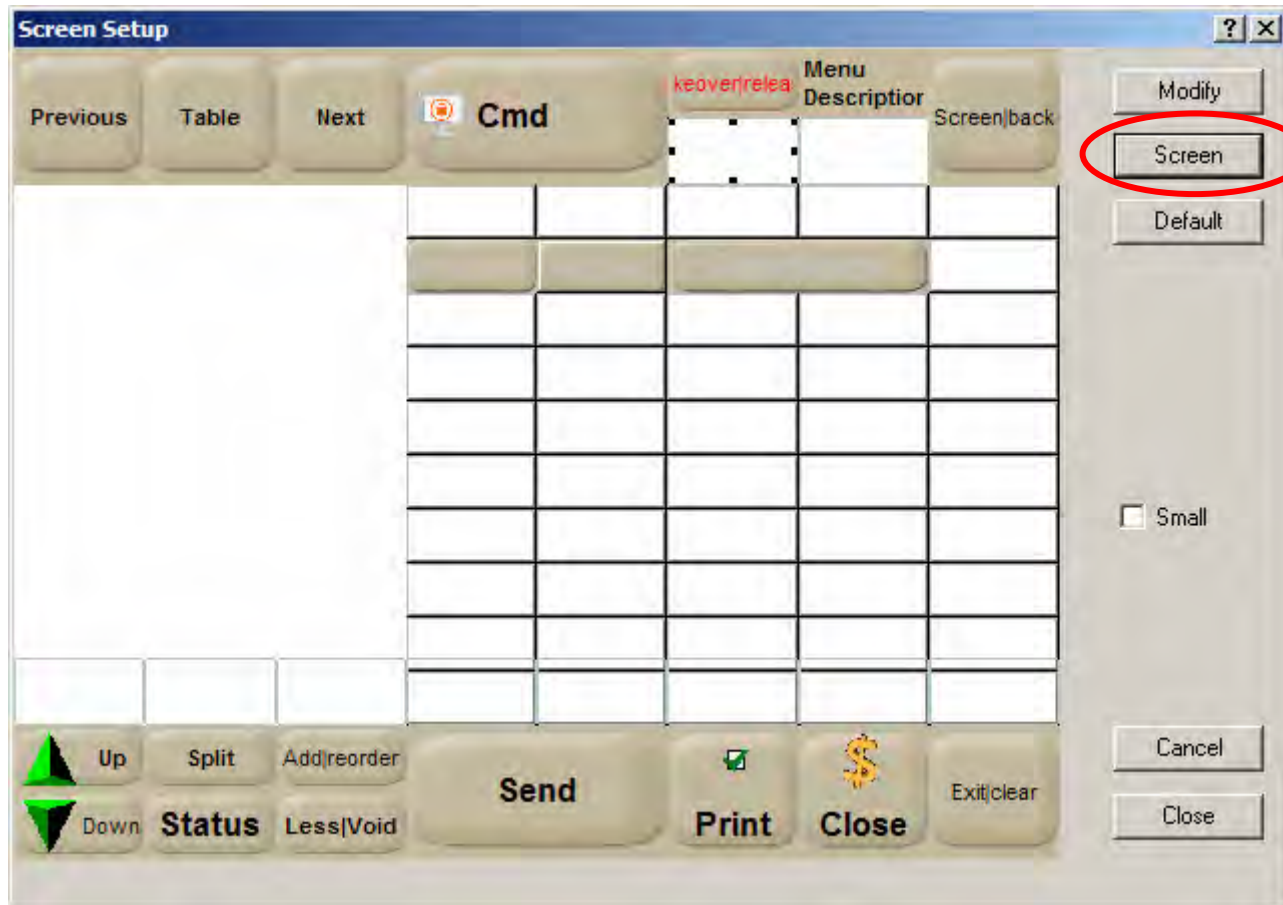 Screen Setup
Previous
Table
Next
Cmd
keover|relea
Menu
Descriptior
Screen|back
Modify
Screen
Default
Small
Up
Split
Add|reorder
Send
Print
Close
Exit|clear
Down
Status
Less|Void
Cancel
Close